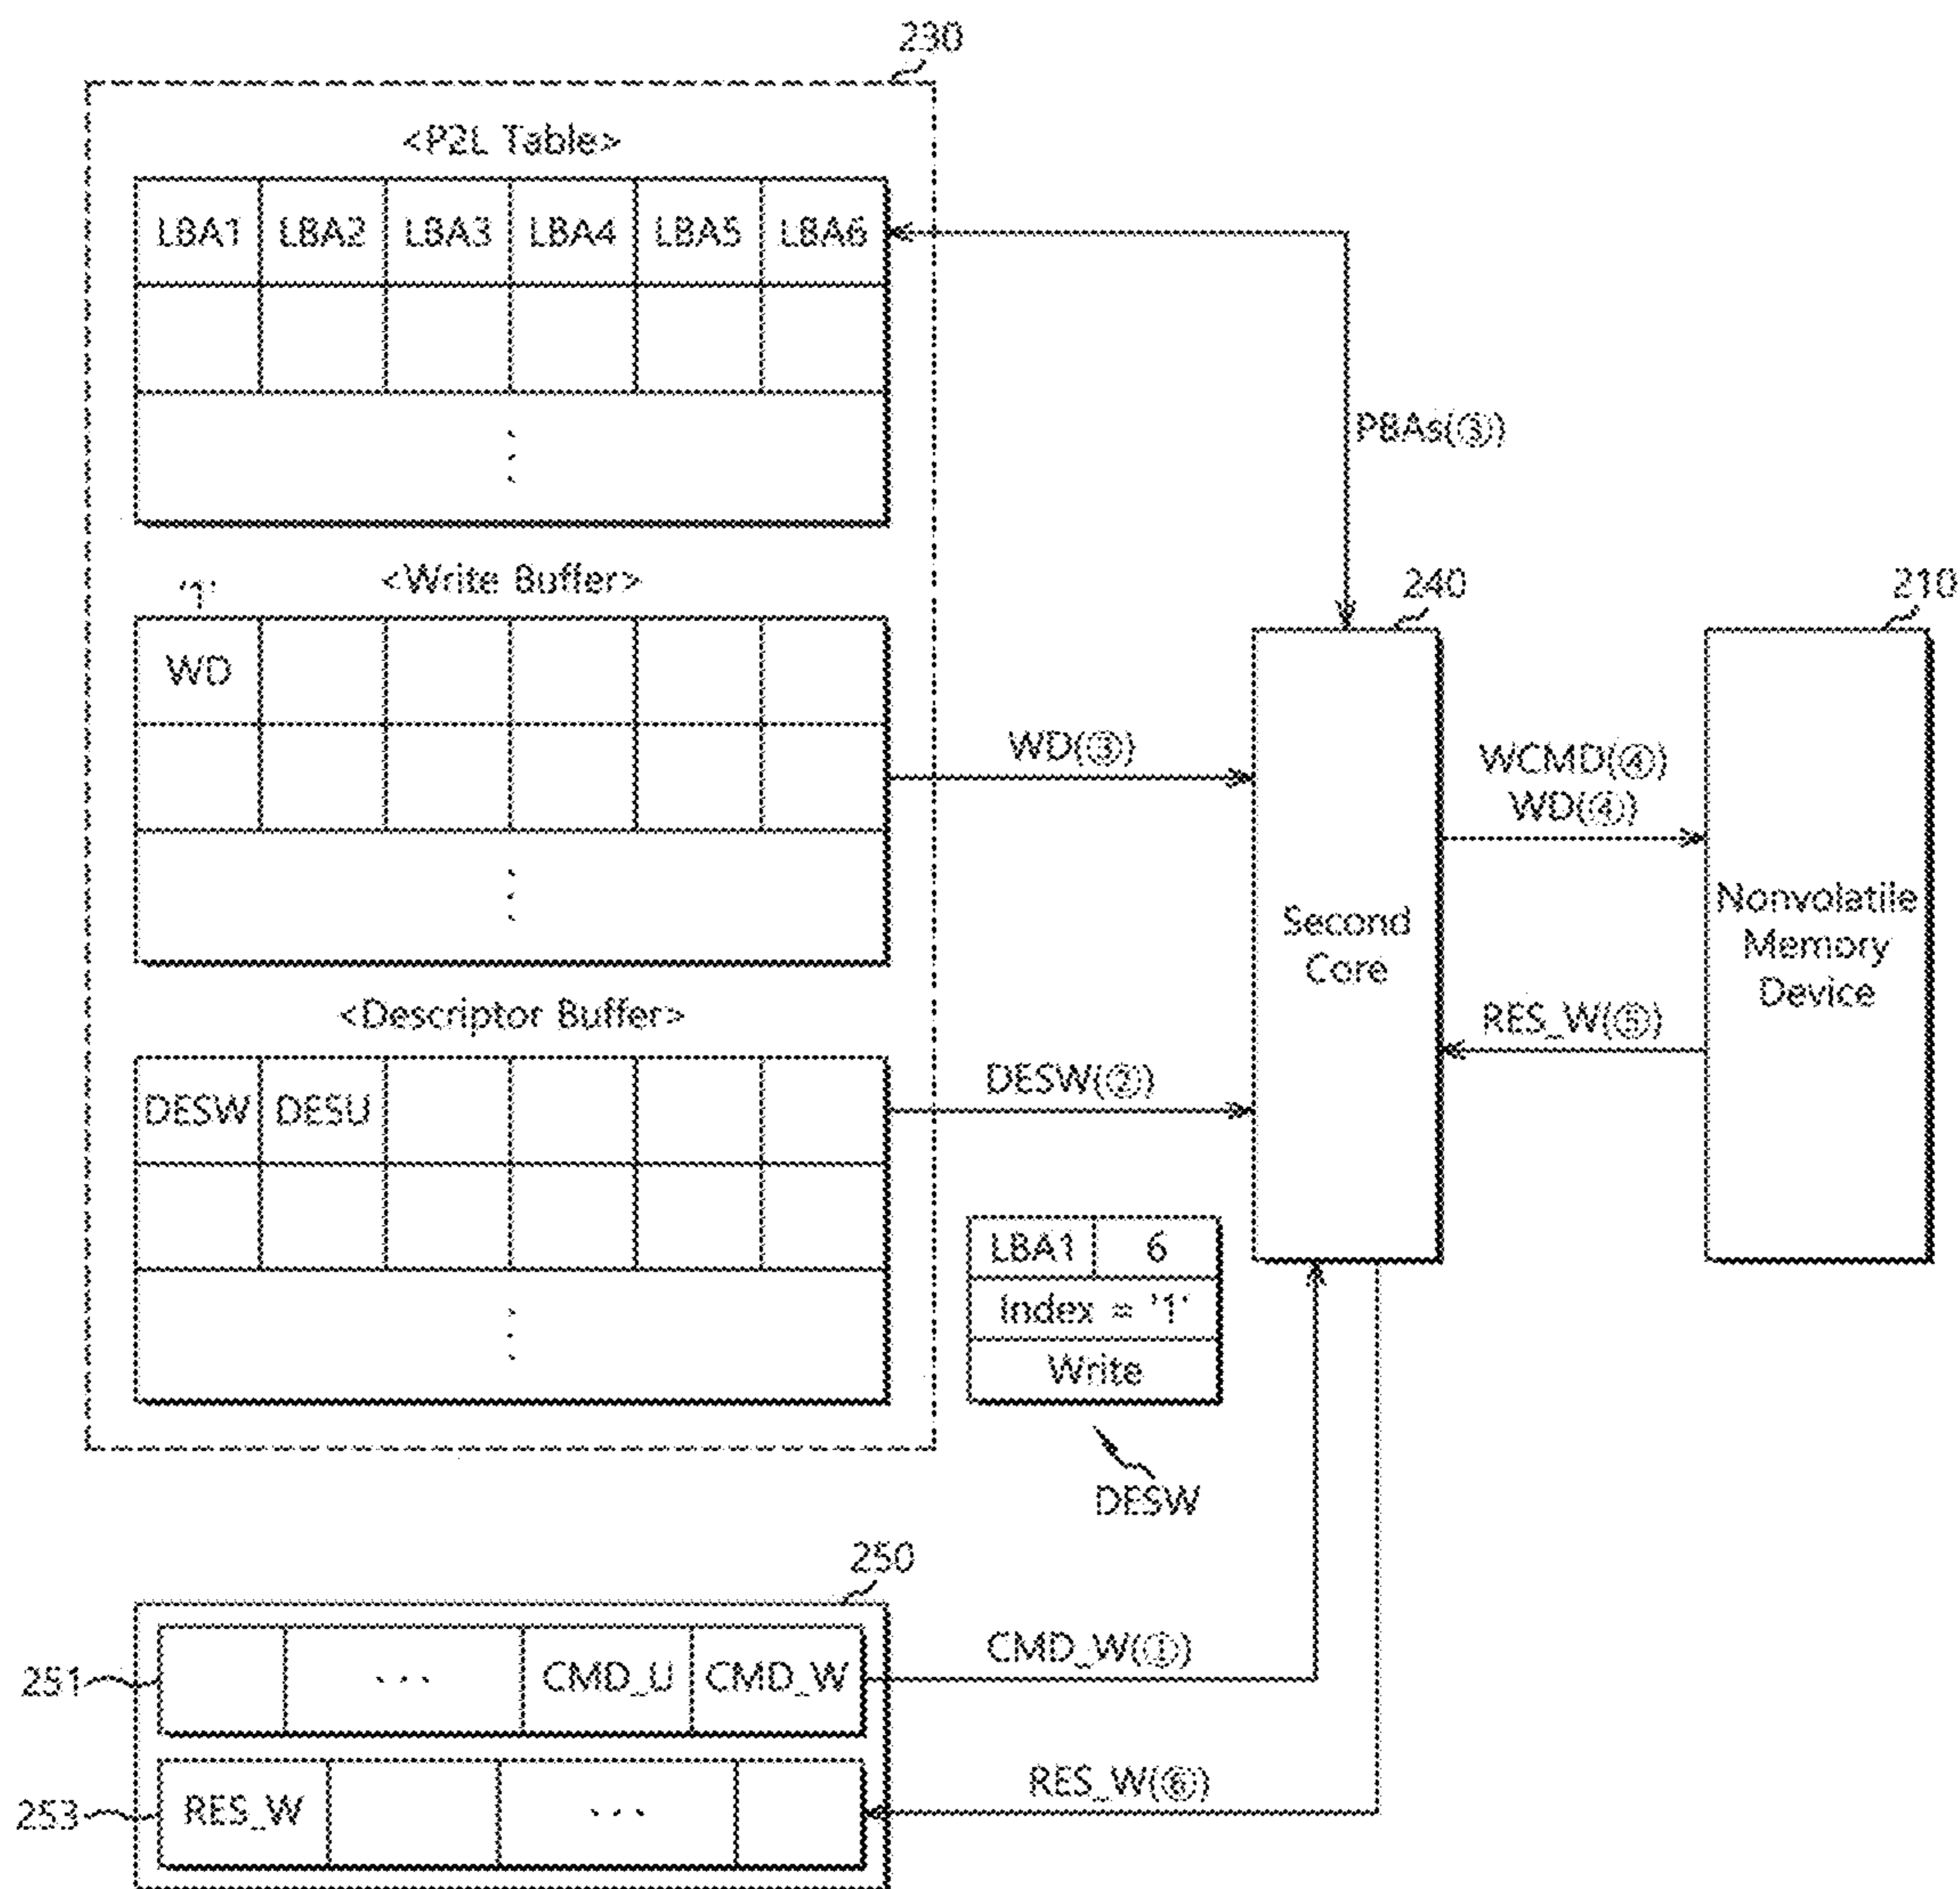 230
<P2L Table>
LBA1 LBA2 LBA3 LBA4 LBA5 LBA6
PBAs(③)
'1' <Write Buffer>
240
210
WD
WD(③)
WCMD(④)
WD(④)
Second
Core
Nonvolatile
Memory
Device
<Descriptor Buffer>
RES_W(⑤)
DESW DESU
DESW(②)
LBA1 6
Index = '1'
Write
DESW
250
251
... CMD_U CMD_W
CMD_W(①)
253
RES_W ...
RES_W(⑥)